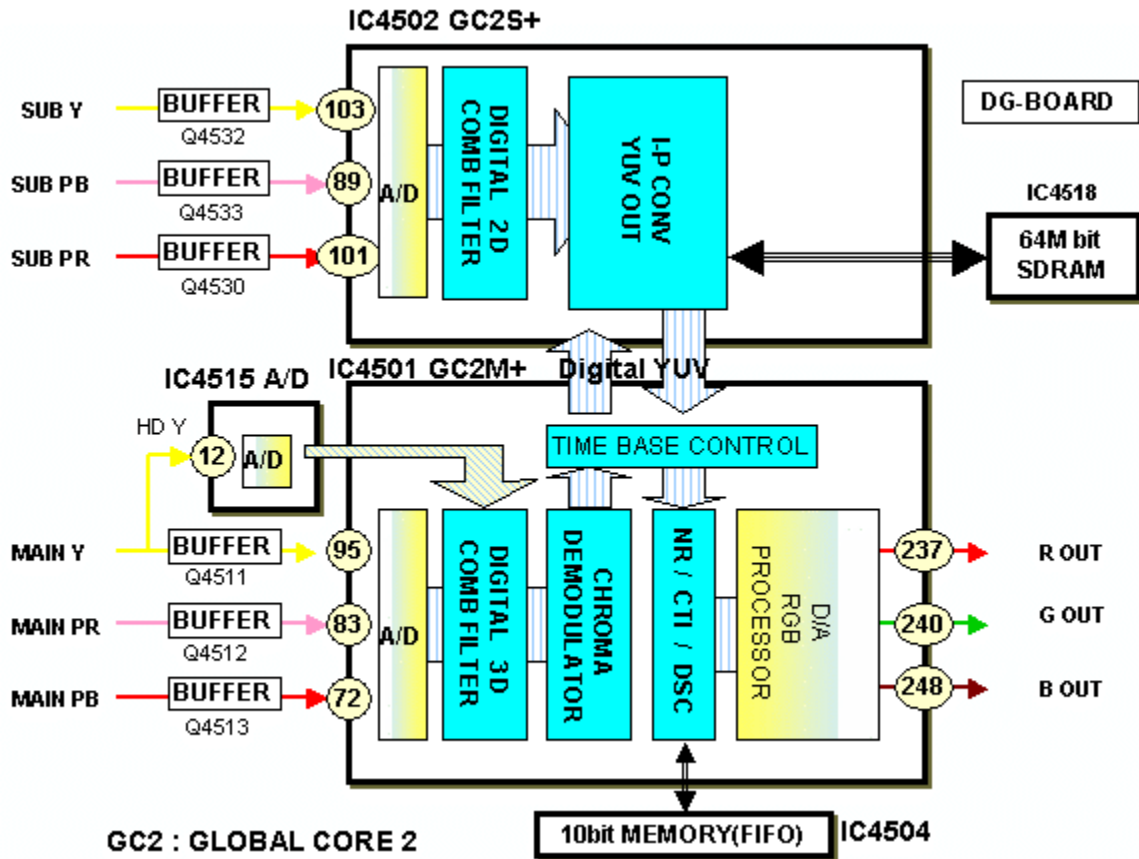 IC4502 GC2S+
DG-BOARD
SUB Y
BUFFER
Q4532
103
SUB PB
BUFFER
Q4533
89
SUB PR
BUFFER
Q4530
101
A/D
DIGITAL 2D
COMB FILTER
I-P CONV
YUV OUT
IC4518
64M bit
SDRAM
IC4515 A/D
IC4501 GC2M+
Digital YUV
HD Y
12
A/D
TIME BASE CONTROL
MAIN Y
BUFFER
Q4511
95
MAIN PR
BUFFER
Q4512
83
MAIN PB
BUFFER
Q4513
72
A/D
DIGITAL 3D
COMB FILTER
CHROMA
DEMODULATOR
NR / CTI / DSC
D/A
RGB
PROCESSOR
237
R OUT
240
G OUT
248
B OUT
10bit MEMORY(FIFO)
IC4504
GC2 : GLOBAL CORE 2